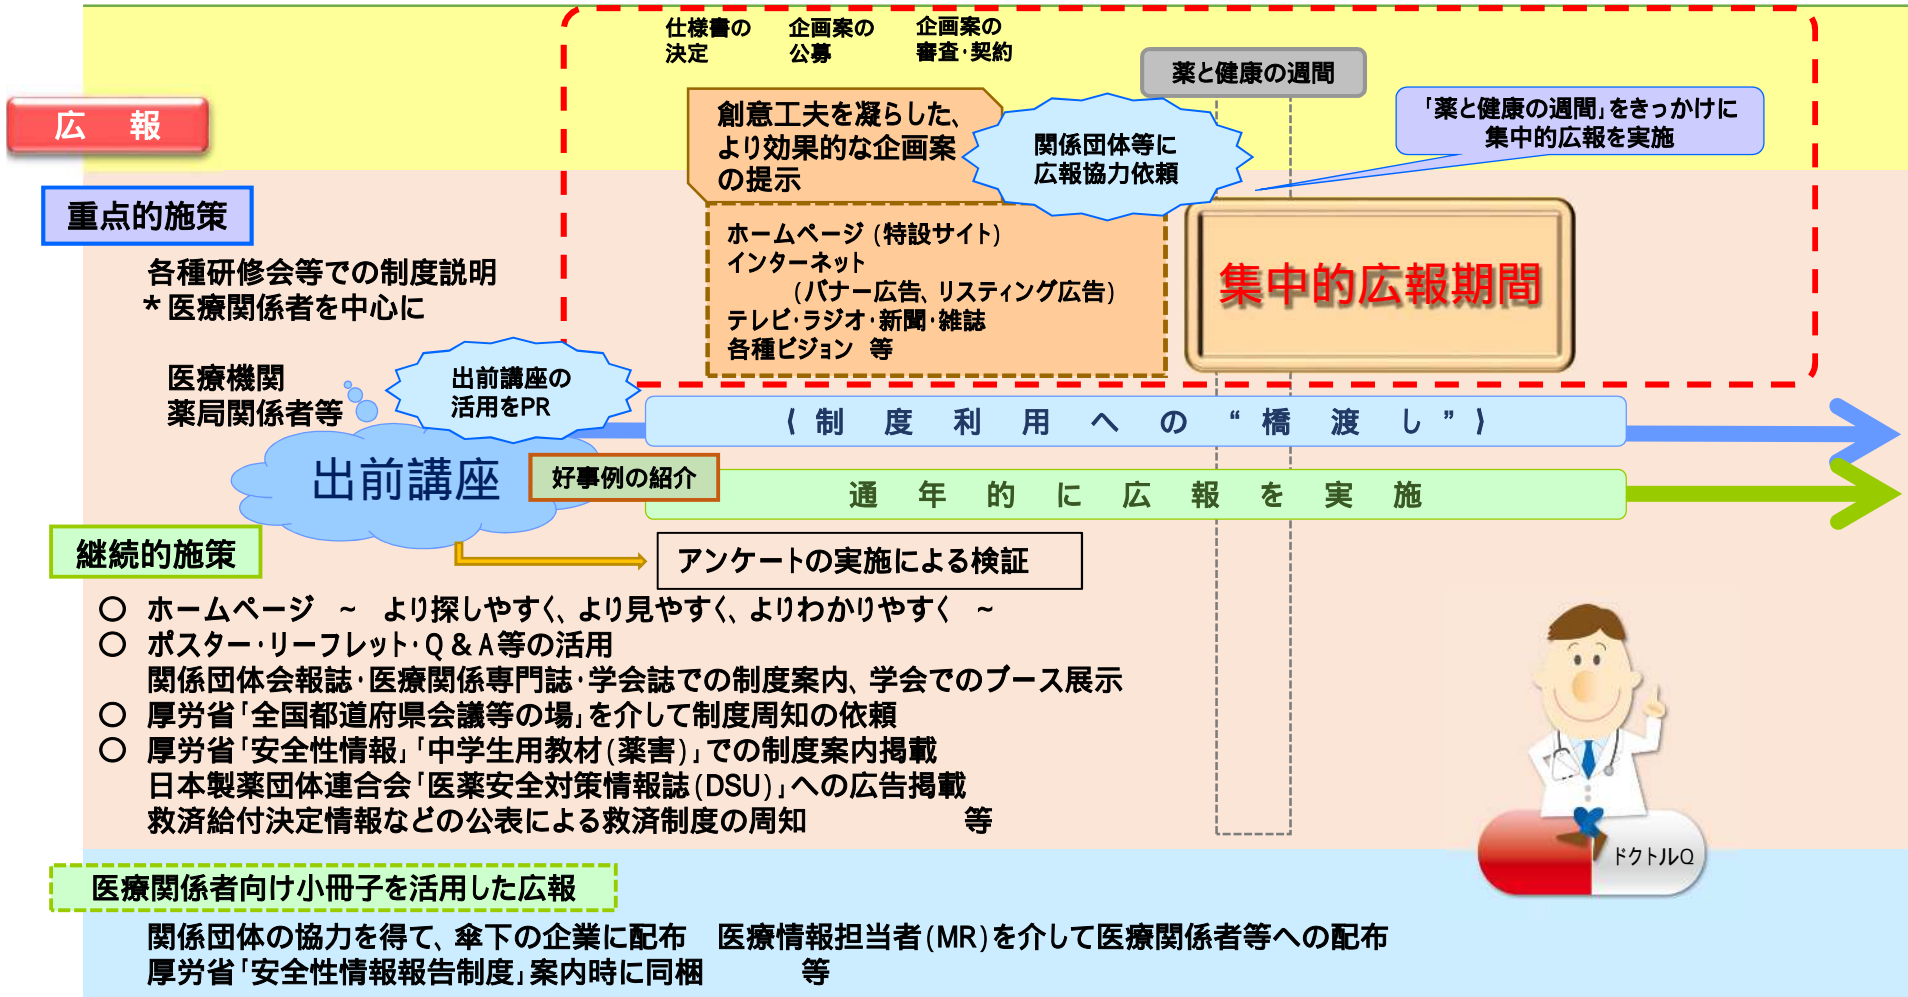 仕様書の
決定
企画案の
公募
企画案の
審査・契約
薬と健康の週間
広 報
創意工夫を凝らした、
より効果的な企画案
の提示
関係団体等に
広報協力依頼
「薬と健康の週間」をきっかけに
集中的広報を実施
重点的施策
各種研修会等での制度説明
*医療関係者を中心に
ホームページ (特設サイト)
インターネット
(バナー広告、リスティング広告)
テレビ・ラジオ・新聞・雑誌
各種ビジョン 等
集中的広報期間
医療機関
薬局関係者等
出前講座の
活用をPR
(制度利用への“橋渡し”)
出前講座
好事例の紹介
通年的に広報を実施
継続的施策
アンケートの実施による検証
○ ホームページ ~ より探しやすく、より見やすく、よりわかりやすく ~
○ ポスター・リーフレット・Q&A等の活用
関係団体会報誌・医療関係専門誌・学会誌での制度案内、学会でのブース展示
○ 厚労省「全国都道府県会議等の場」を介して制度周知の依頼
○ 厚労省「安全性情報」「中学生用教材(薬害)」での制度案内掲載
日本製薬団体連合会「医薬安全対策情報誌(DSU)」への広告掲載
救済給付決定情報などの公表による救済制度の周知 等
ドクトルQ
医療関係者向け小冊子を活用した広報
関係団体の協力を得て、傘下の企業に配布 医療情報担当者(MR)を介して医療関係者等への配布
厚労省「安全性情報報告制度」案内時に同梱 等